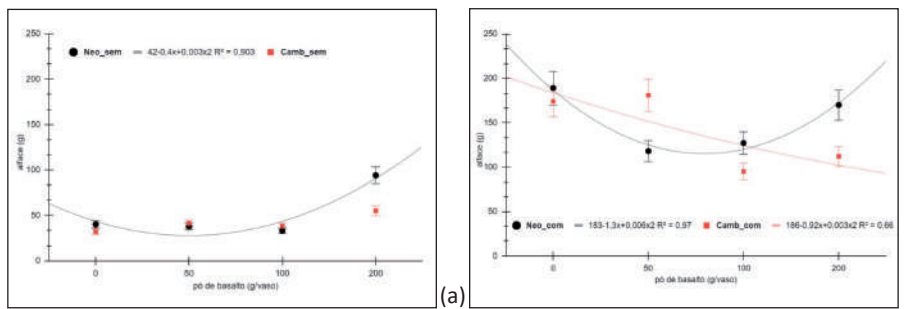 250
200
150
100
50
0
alface (g)
Neo_sem 42-0.4x+0,003x2 R² = 0,903 Camb_sem
0 50 100 200
pó de basalto (g/vaso)
(a)
250
200
150
100
50
0
alface (g)
Neo_com 183-1,3x+0,006x2 R² = 0,97 Camb_com 186-0,92x+0,003x2 R² = 0,66
0 50 100 200
pó de basalto (g/vaso)